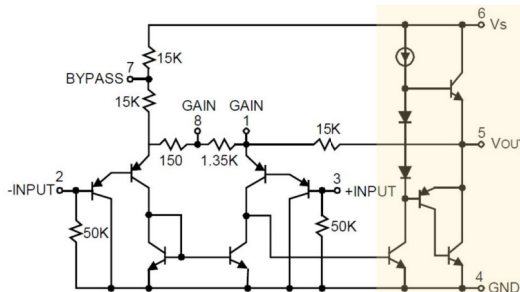 6 Vs
15K
7
BYPASS
15K
GAIN GAIN
8 1
15K
5 VOUT
150 1.35K
2 3
-INPUT +INPUT
50K 50K
4
GND